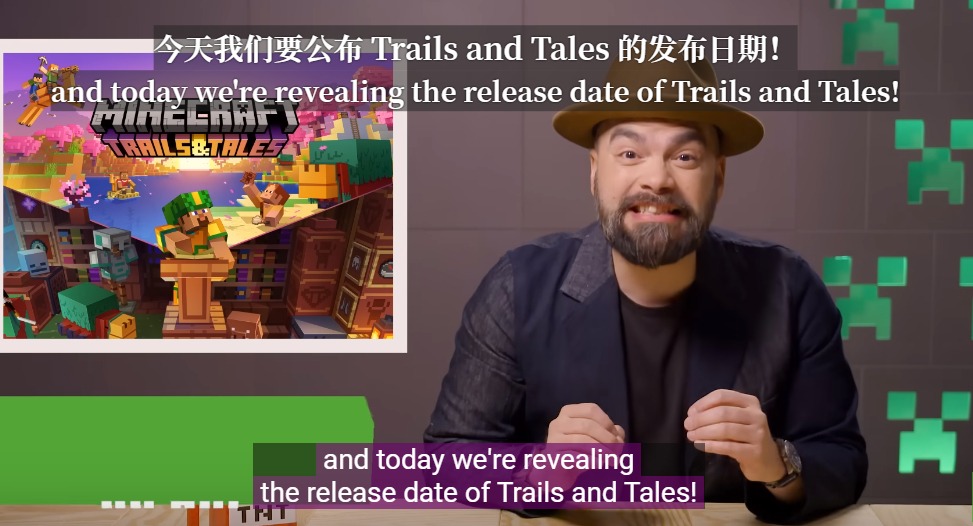 今天我们要公布 Trails and Tales 的发布日期！
and today we're revealing the release date of Trails and Tales!
MINECRAFT
TRAILS&TALES
and today we're revealing
the release date of Trails and Tales!
TNT